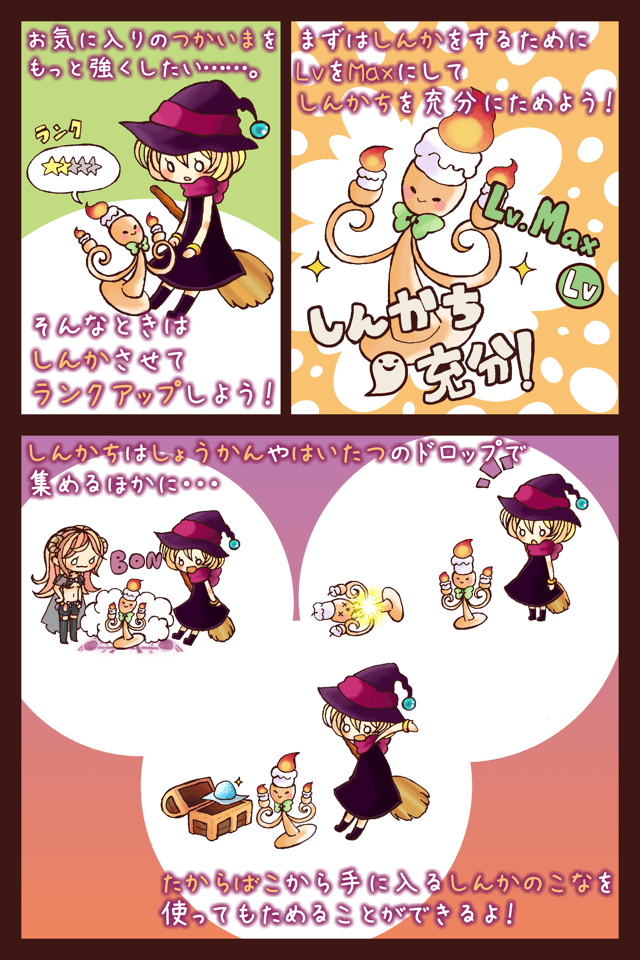 お気に入りのつかいまを
もっと強くしたい……。
ランク
そんなときは
しんかさせて
ランクアップしよう!
まずはしんかをするために
LvをMaxにして
しんかちを充分にためよう!
Lv.Max
Lv
しんかち
充分!
しんかちはしょうかんやはいたつのドロップで
集めるほかに・・・
BON
たからばこから手に入るしんかのこなを
使ってもためることができるよ!